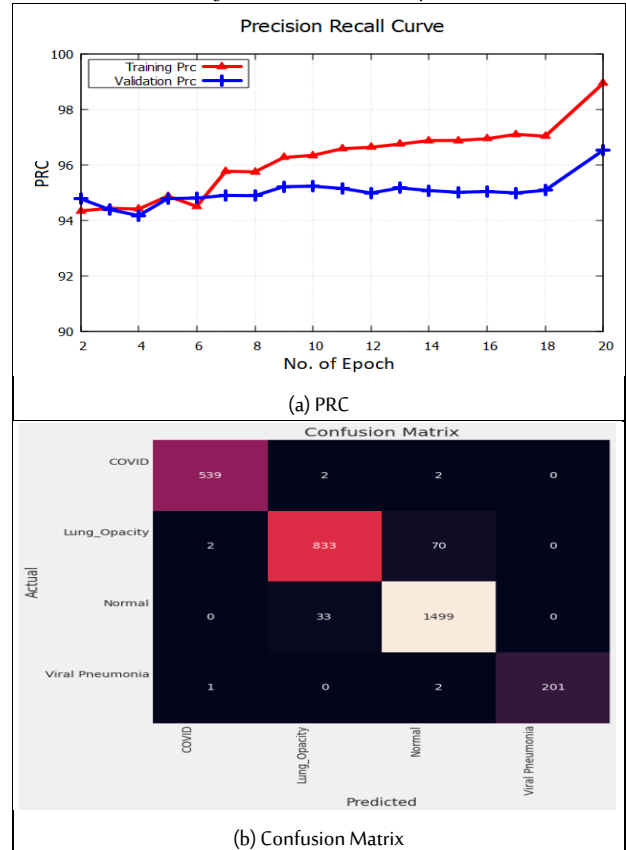 Precision Recall Curve
100
98
96
94
92
90
PRC
Training Prc
Validation Prc
2 4 6 8 10 12 14 16 18 20
No. of Epoch
(a) PRC
Confusion Matrix
Actual
COVID
539 2 2 0
Lung_Opacity
2 833 70 0
Normal
0 33 1499 0
Viral Pneumonia
1 0 2 201
COVID
Lung_Opacity
Normal
Viral Pneumonia
Predicted
(b) Confusion Matrix